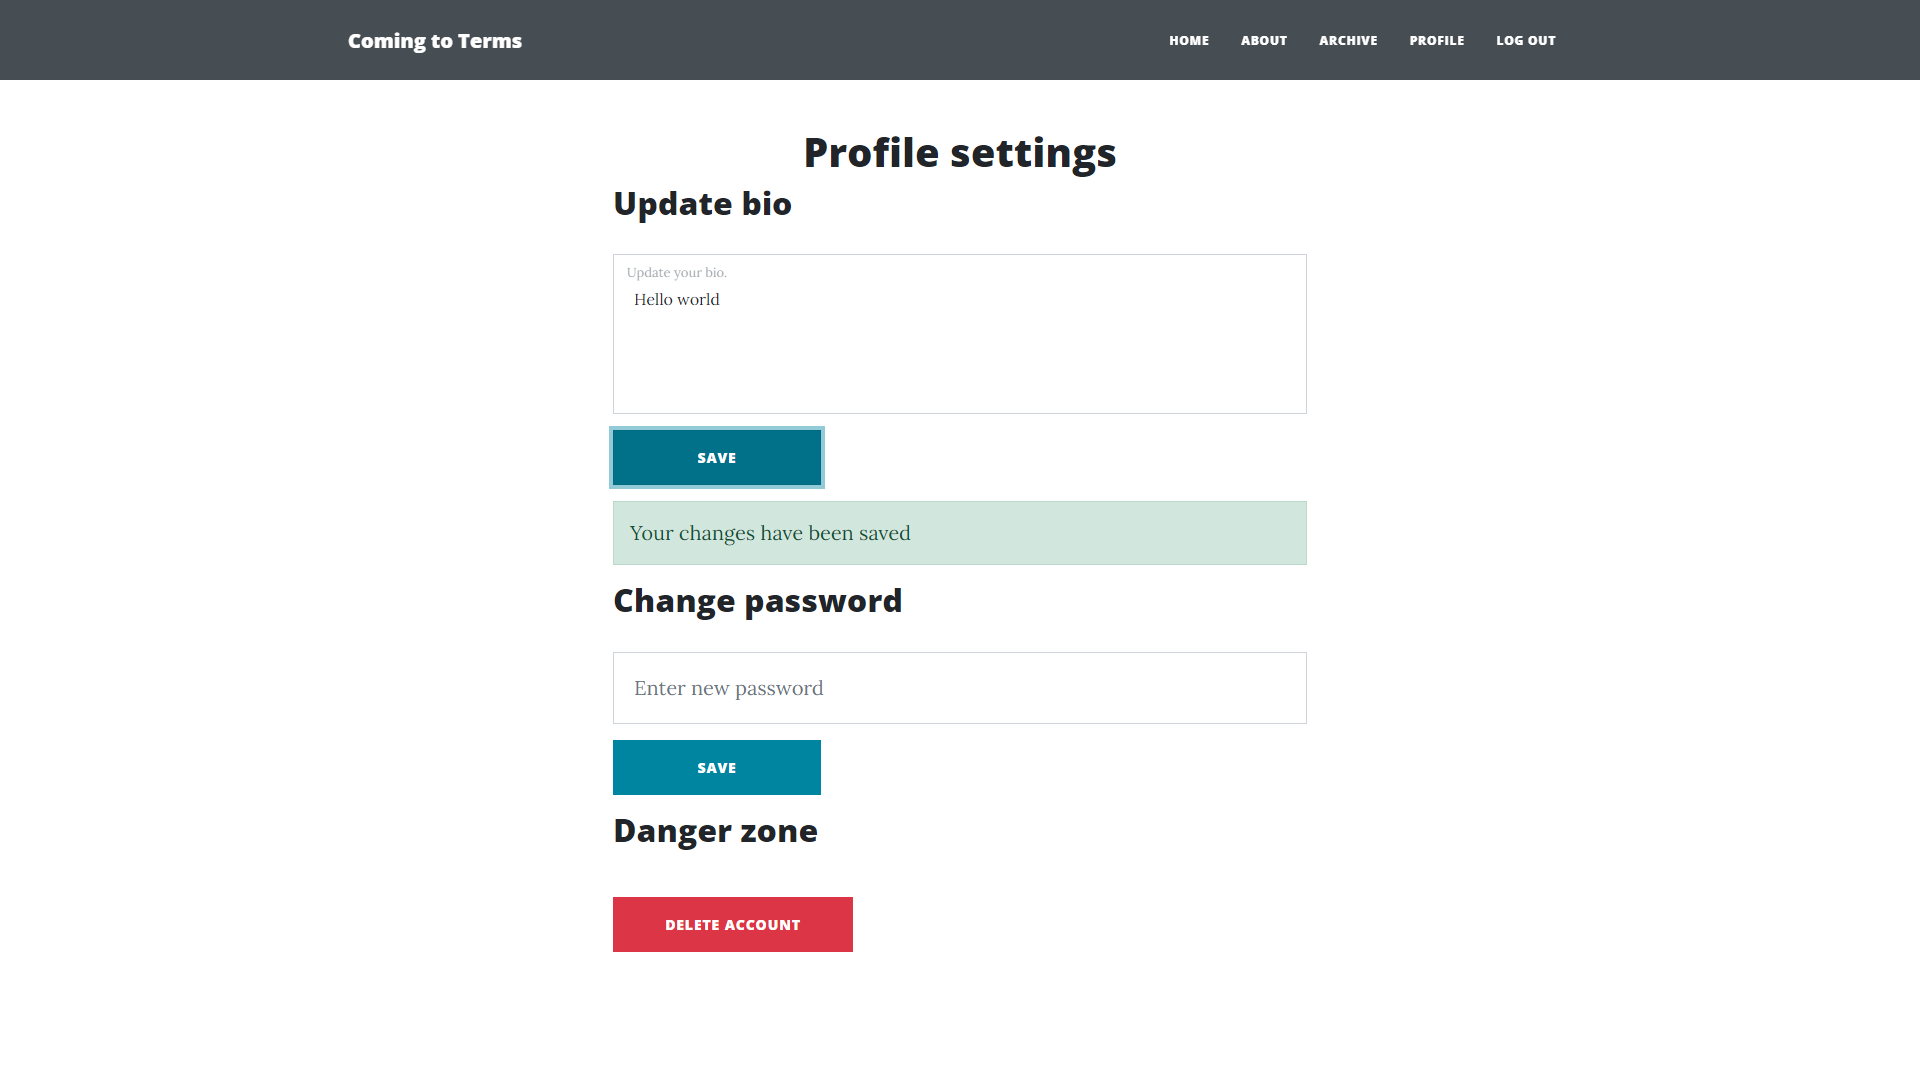 Coming to Terms
HOME ABOUT ARCHIVE PROFILE LOG OUT
Profile settings
Update bio
Update your bio.
Hello world
SAVE
Your changes have been saved
Change password
Enter new password
SAVE
Danger zone
DELETE ACCOUNT